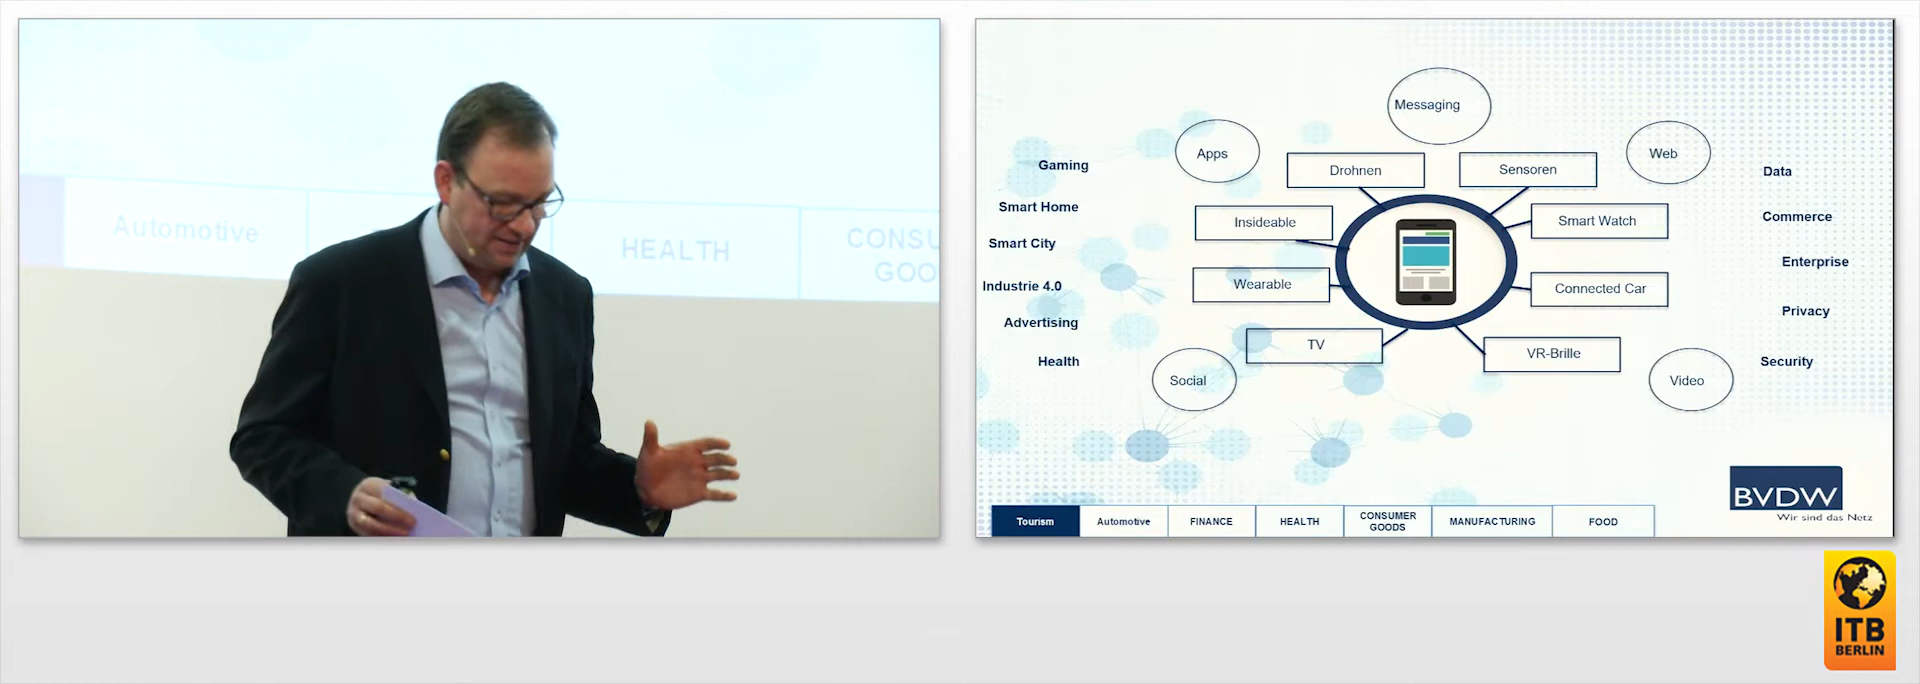 Automotive
HEALTH
CONSU
GOO
Messaging
Apps
Web
Drohnen
Sensoren
Gaming
Data
Smart Home
Insideable
Smart Watch
Commerce
Smart City
Enterprise
Industrie 4.0
Wearable
Connected Car
Privacy
Advertising
TV
VR-Brille
Health
Security
Social
Video
BVDW
Wir sind das Netz
Tourism
Automotive
FINANCE
HEALTH
CONSUMER
GOODS
MANUFACTURING
FOOD
ITB
BERLIN